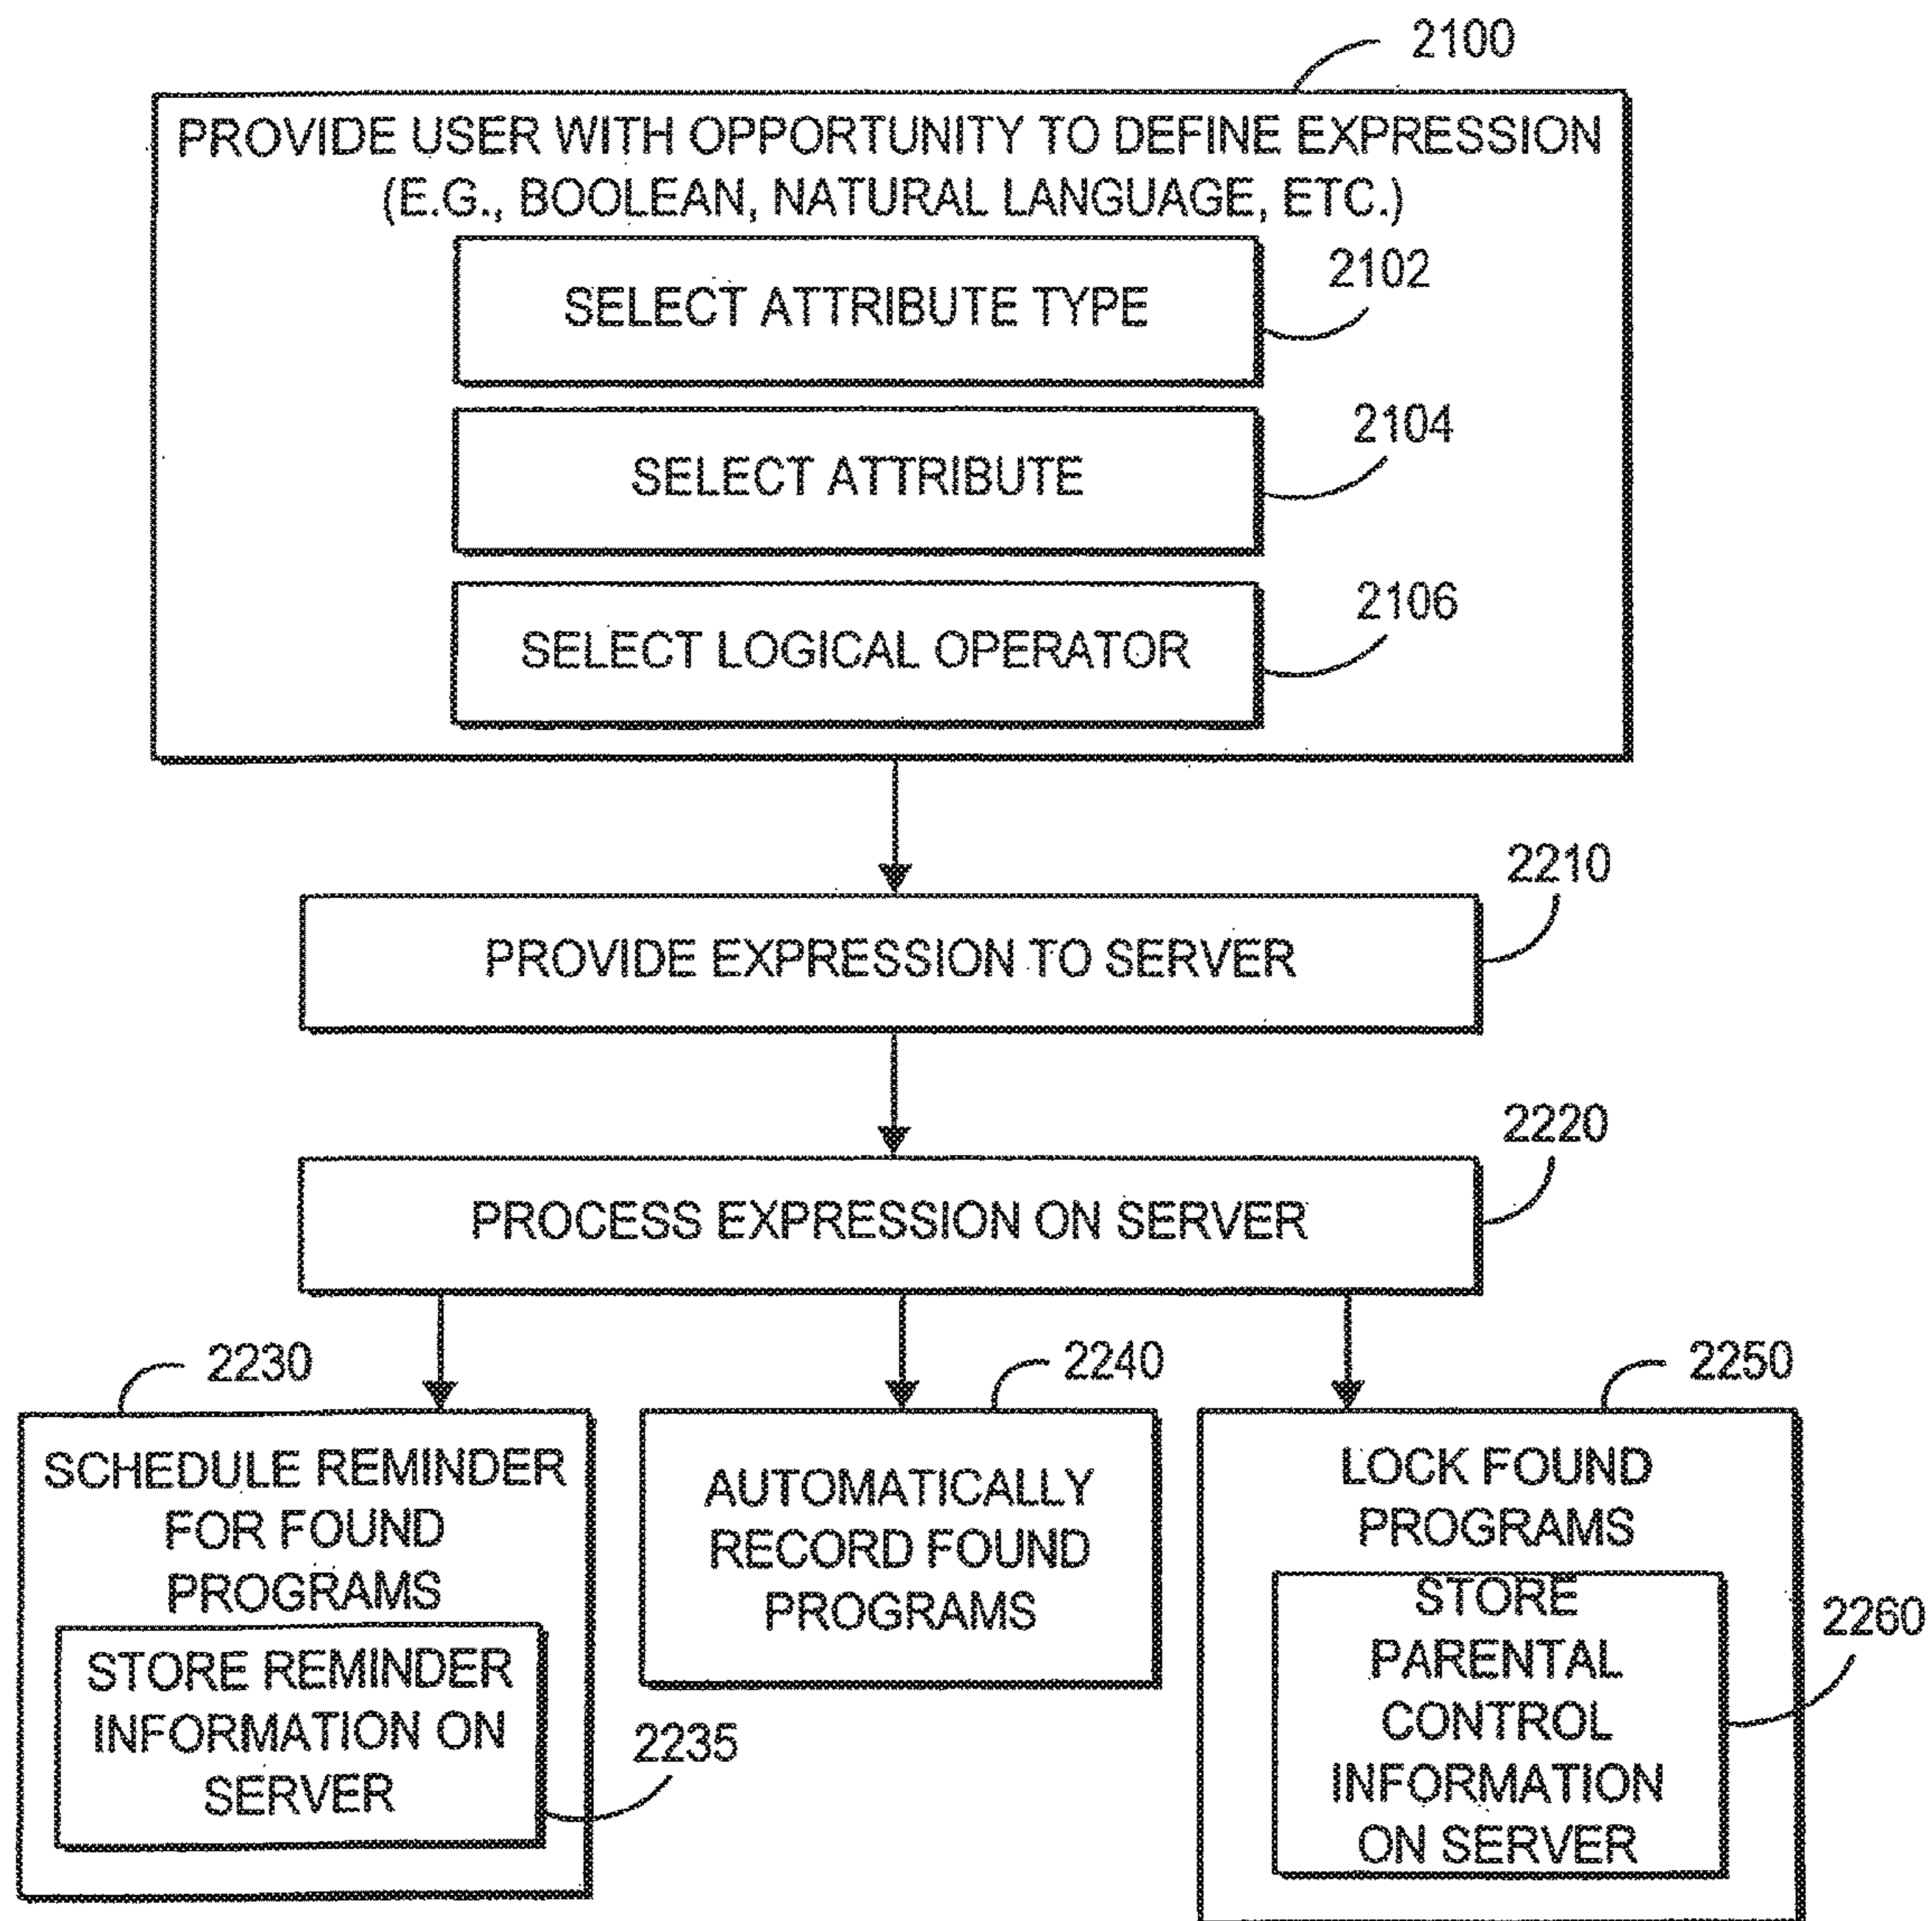 2100
PROVIDE USER WITH OPPORTUNITY TO DEFINE EXPRESSION
(E.G., BOOLEAN, NATURAL LANGUAGE, ETC.)
SELECT ATTRIBUTE TYPE
2102
SELECT ATTRIBUTE
2104
SELECT LOGICAL OPERATOR
2106
PROVIDE EXPRESSION TO SERVER
2210
PROCESS EXPRESSION ON SERVER
2220
2230
SCHEDULE REMINDER
FOR FOUND
PROGRAMS
STORE REMINDER
INFORMATION ON
SERVER
2235
2240
AUTOMATICALLY
RECORD FOUND
PROGRAMS
2250
LOCK FOUND
PROGRAMS
STORE
PARENTAL
CONTROL
INFORMATION
ON SERVER
2260